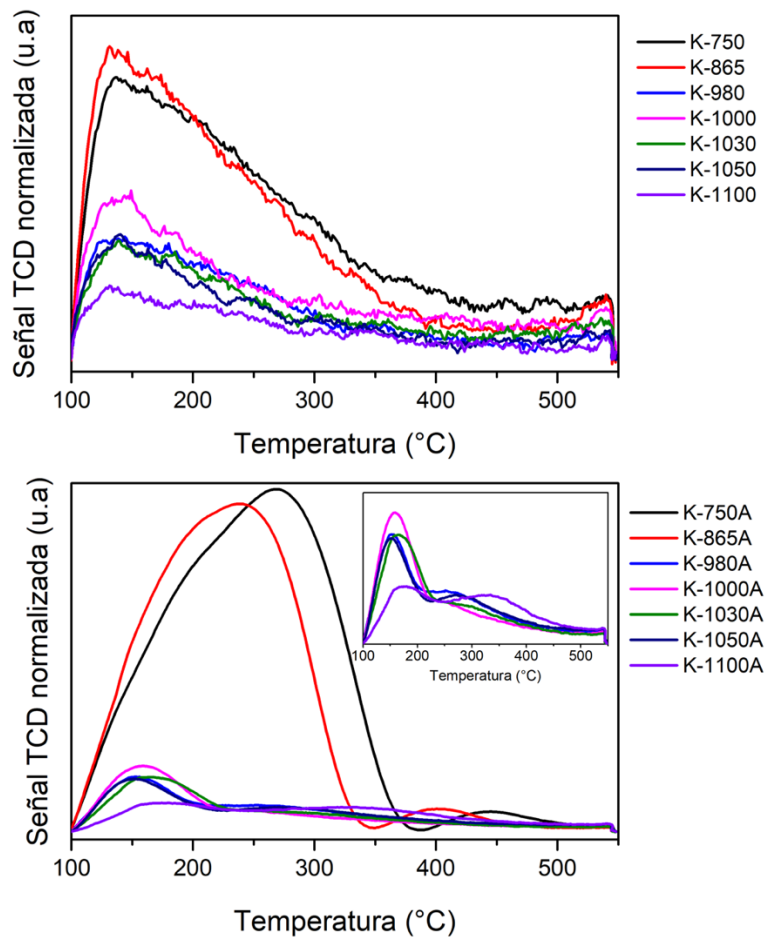 Señal TCD normalizada (u.a)
K-750
K-865
K-980
K-1000
K-1030
K-1050
K-1100
100 200 300 400 500
Temperatura (°C)
Señal TCD normalizada (u.a)
100 200 300 400 500
Temperatura (°C)
K-750A
K-865A
K-980A
K-1000A
K-1030A
K-1050A
K-1100A
100 200 300 400 500
Temperatura (°C)